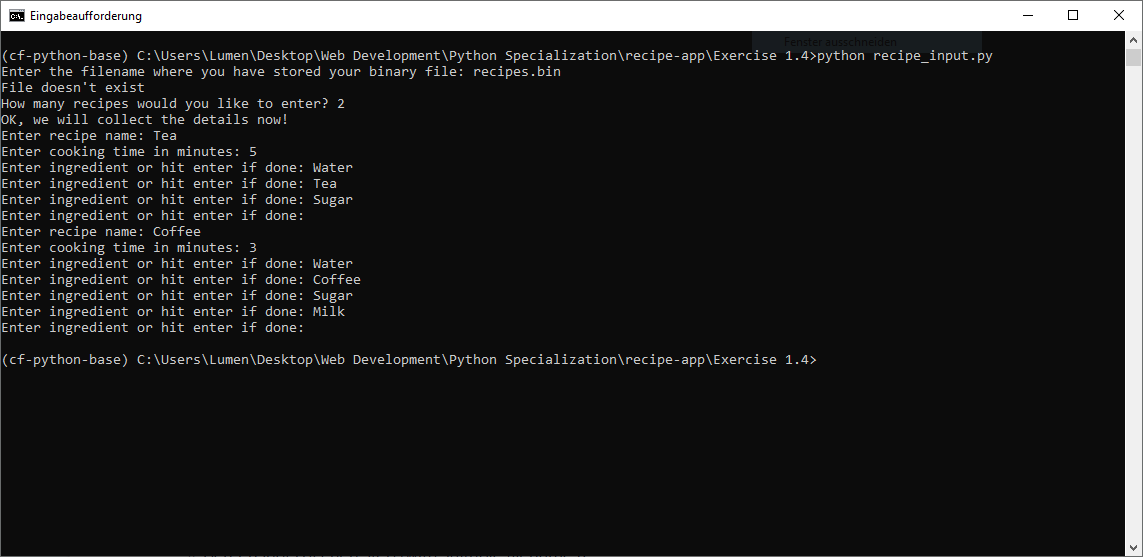 Eingabeaufforderung
Fenster ausschneiden
(cf-python-base) C:\Users\Lumen\Desktop\Web Development\Python Specialization\recipe-app\Exercise 1.4>python recipe_input.py
Enter the filename where you have stored your binary file: recipes.bin
File doesn't exist
How many recipes would you like to enter? 2
OK, we will collect the details now!
Enter recipe name: Tea
Enter cooking time in minutes: 5
Enter ingredient or hit enter if done: Water
Enter ingredient or hit enter if done: Tea
Enter ingredient or hit enter if done: Sugar
Enter ingredient or hit enter if done:
Enter recipe name: Coffee
Enter cooking time in minutes: 3
Enter ingredient or hit enter if done: Water
Enter ingredient or hit enter if done: Coffee
Enter ingredient or hit enter if done: Sugar
Enter ingredient or hit enter if done: Milk
Enter ingredient or hit enter if done:
(cf-python-base) C:\Users\Lumen\Desktop\Web Development\Python Specialization\recipe-app\Exercise 1.4>